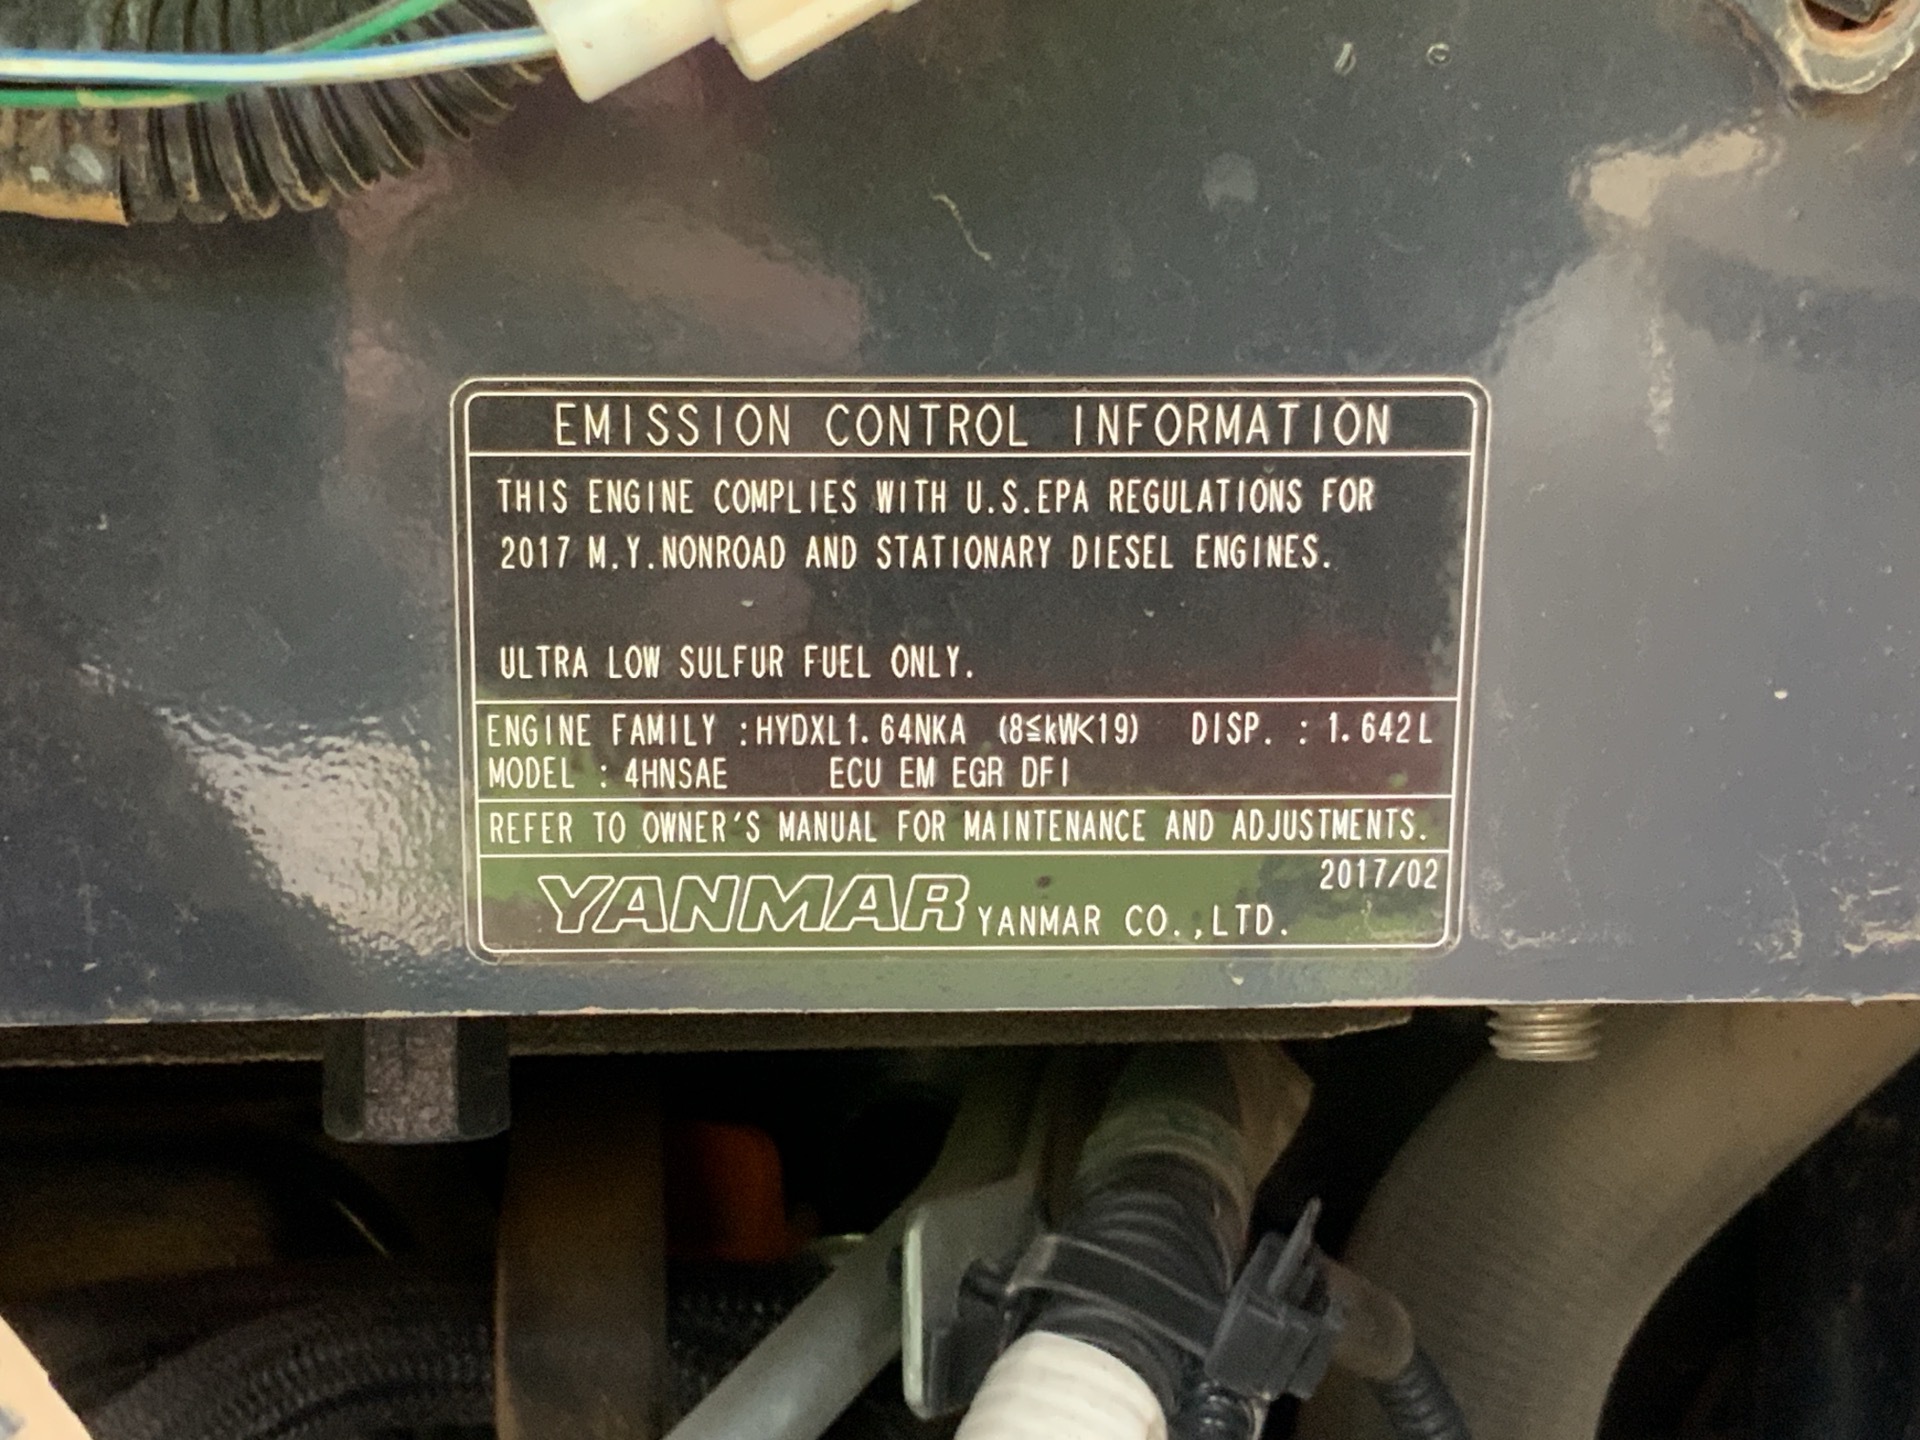 EMISSION CONTROL INFORMATION
THIS ENGINE COMPLIES WITH U.S.EPA REGULATIONS FOR
2017 M.Y.NONROAD AND STATIONARY DIESEL ENGINES.
ULTRA LOW SULFUR FUEL ONLY.
ENGINE FAMILY :HYDXL1.64NKA (8≦kW<19) DISP. : 1.642L
MODEL : 4HNSAE ECU EM EGR DFI
REFER TO OWNER'S MANUAL FOR MAINTENANCE AND ADJUSTMENTS.
2017/02
YANMAR YANMAR CO.,LTD.